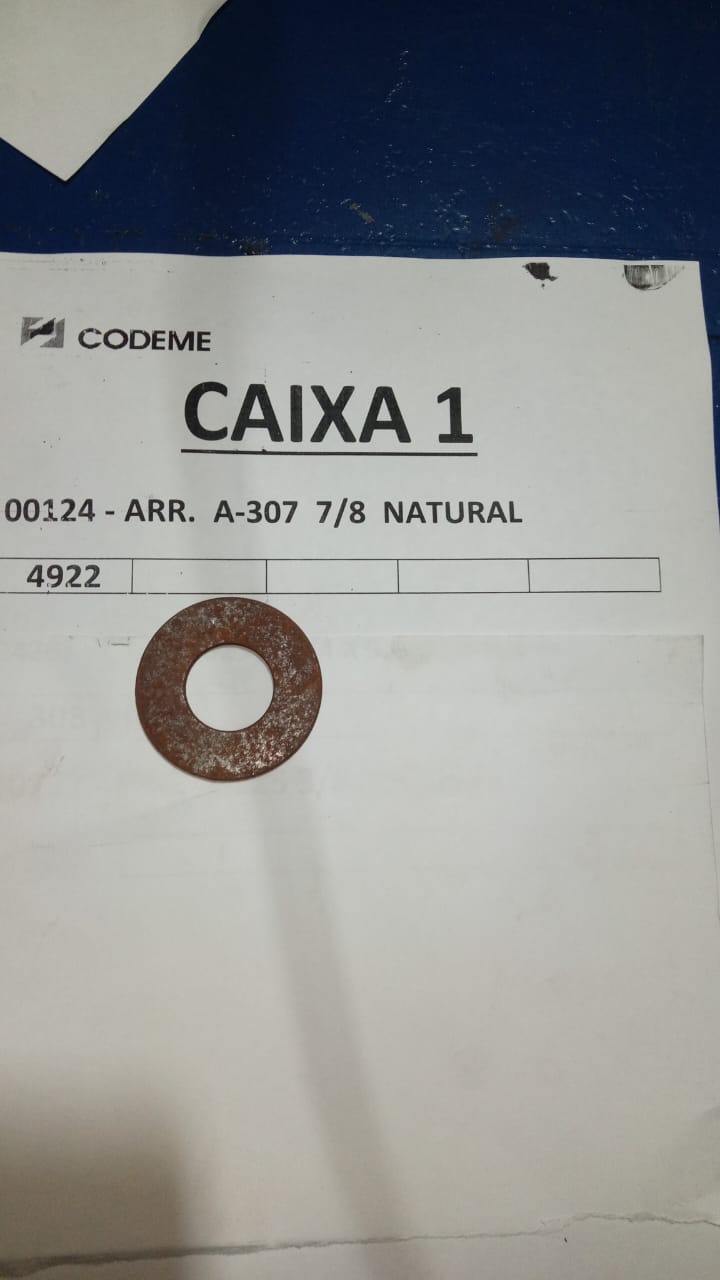 CODEME
CAIXA 1
00124 - ARR. A-307 7/8 NATURAL
4922